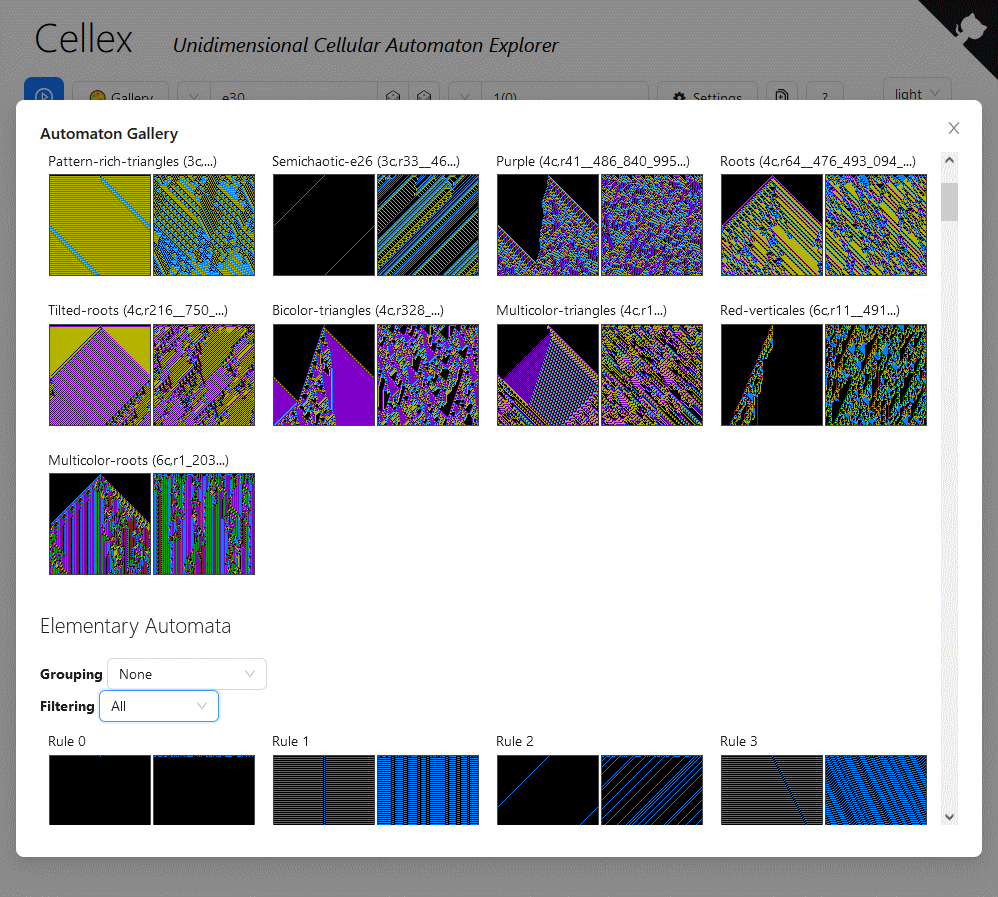 Cellex
Unidimensional Cellular Automaton Explorer
Gallery
e30
1(0)
Settings
?
light
Automaton Gallery
Pattern-rich-triangles (3c,...)
Semichaotic-e26 (3c,r33__46...)
Purple (4c,r41__486_840_995...)
Roots (4c,r64__476_493_094_...)
Tilted-roots (4c,r216__750_...)
Bicolor-triangles (4c,r328_...)
Multicolor-triangles (4c,r1...)
Red-verticales (6c,r11__491...)
Multicolor-roots (6c,r1_203...)
Elementary Automata
Grouping None
Filtering All
Rule 0
Rule 1
Rule 2
Rule 3